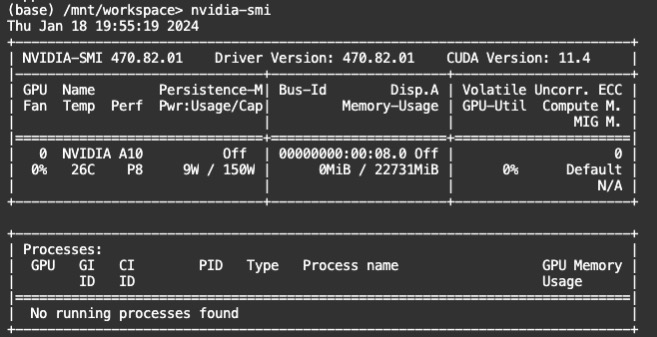 (base) /mnt/workspace> nvidia-smi
Thu Jan 18 19:55:19 2024
+-----------------------------------------------------------------------------+
| NVIDIA-SMI 470.82.01    Driver Version: 470.82.01    CUDA Version: 11.4     |
|-------------------------------+----------------------+----------------------+
| GPU  Name        Persistence-M| Bus-Id        Disp.A | Volatile Uncorr. ECC |
| Fan  Temp  Perf  Pwr:Usage/Cap|         Memory-Usage | GPU-Util  Compute M. |
|                               |                      |               MIG M. |
|===============================+======================+======================|
|   0  NVIDIA A10          Off  | 00000000:00:08.0 Off |                    0 |
|  0%   26C    P8     9W / 150W |      0MiB / 22731MiB |      0%      Default |
|                               |                      |                  N/A |
+-------------------------------+----------------------+----------------------+
+-----------------------------------------------------------------------------+
| Processes:                                                                  |
|  GPU   GI   CI        PID   Type   Process name                  GPU Memory |
|        ID   ID                                                   Usage      |
|=============================================================================|
|  No running processes found                                                 |
+-----------------------------------------------------------------------------+